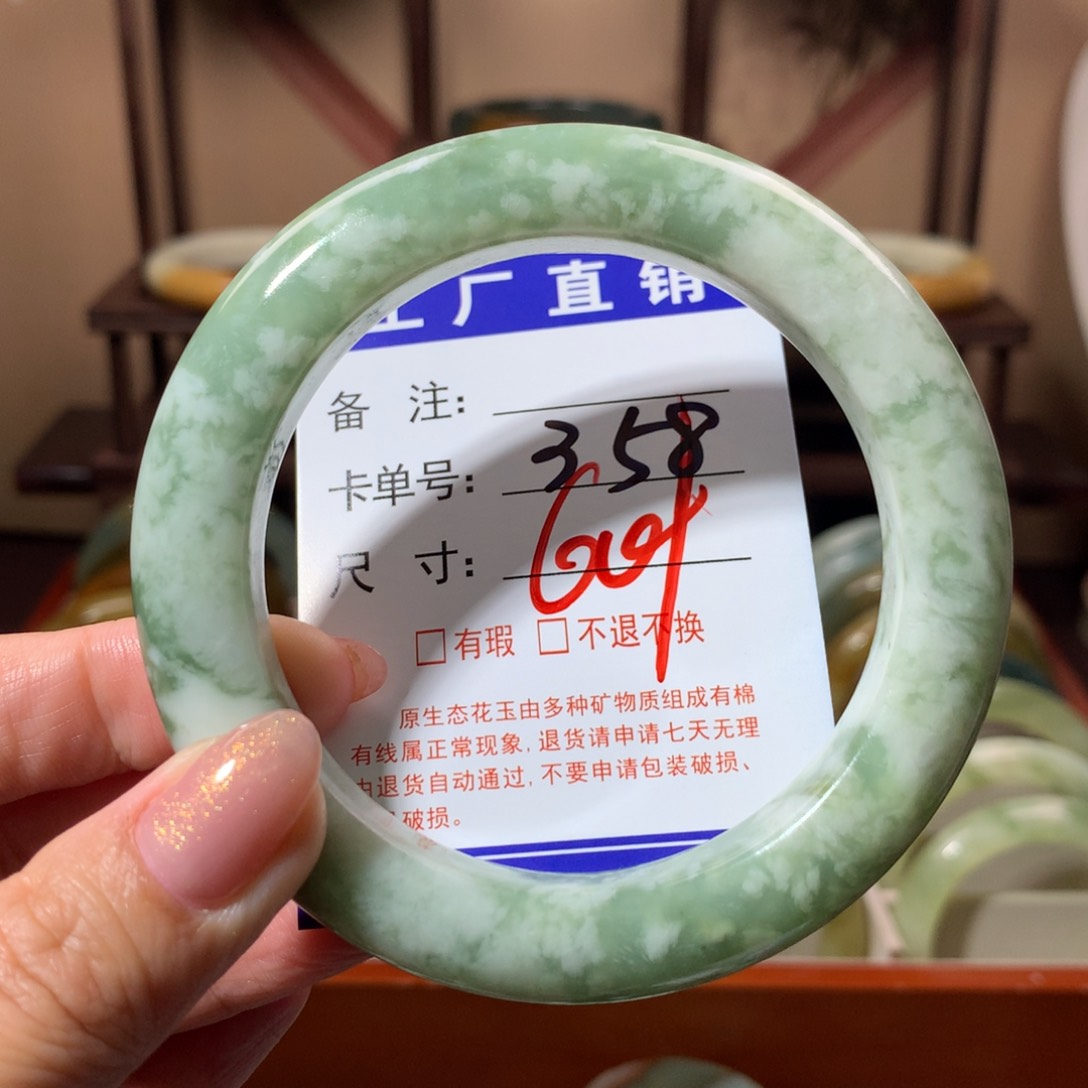 工厂直销
备 注:
卡单号: 358
尺 寸:
□有瑕 □不退不换
原生态花玉由多种矿物质组成有棉
有线属正常现象,退货请申请七天无理
由退货自动通过,不要申请包装破损、
破损。